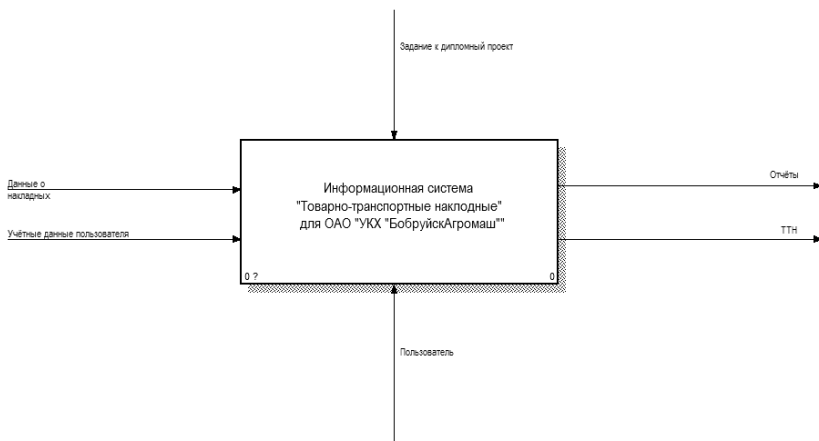 Задание к дипломный проект
Данные о
накладных
Учётные данные пользователя
Информационная система
"Товарно-транспортные наклодные"
для ОАО "УКХ "БобруйскАгромаш""
0 ?
0
Отчёты
ТТН
Пользователь